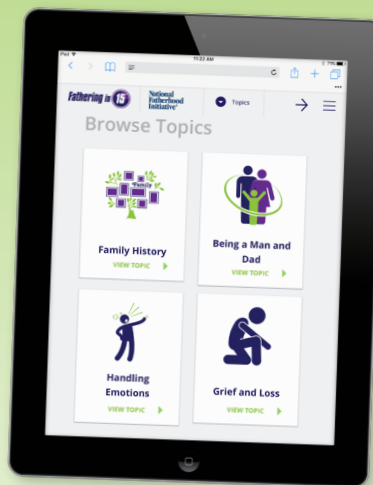 iPad
11:22 AM
7%
Fathering in 15
National
Fatherhood
Initiative®
Topics
Browse Topics
Family
Family History
VIEW TOPIC
Being a Man and
Dad
VIEW TOPIC
Handling
Emotions
VIEW TOPIC
Grief and Loss
VIEW TOPIC